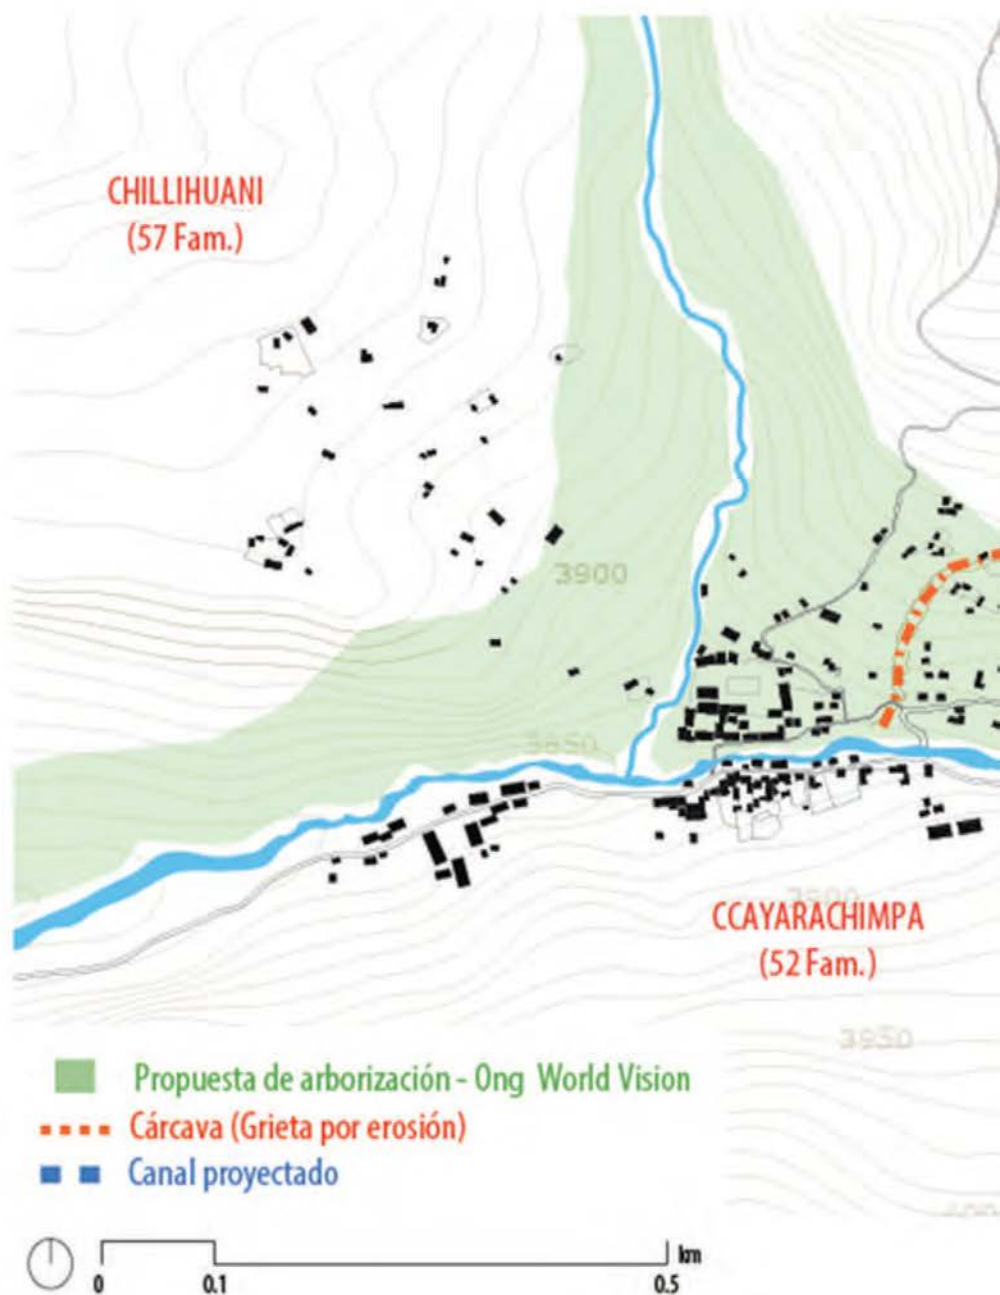 CHILLIHUANI
(57 Fam.)
3900
3850
CCAYARACHIMPA
(52 Fam.)
3950
Propuesta de arborización - Ong World Vision
Cárcava (Grieta por erosión)
Canal proyectado
km
0
0.1
0.5